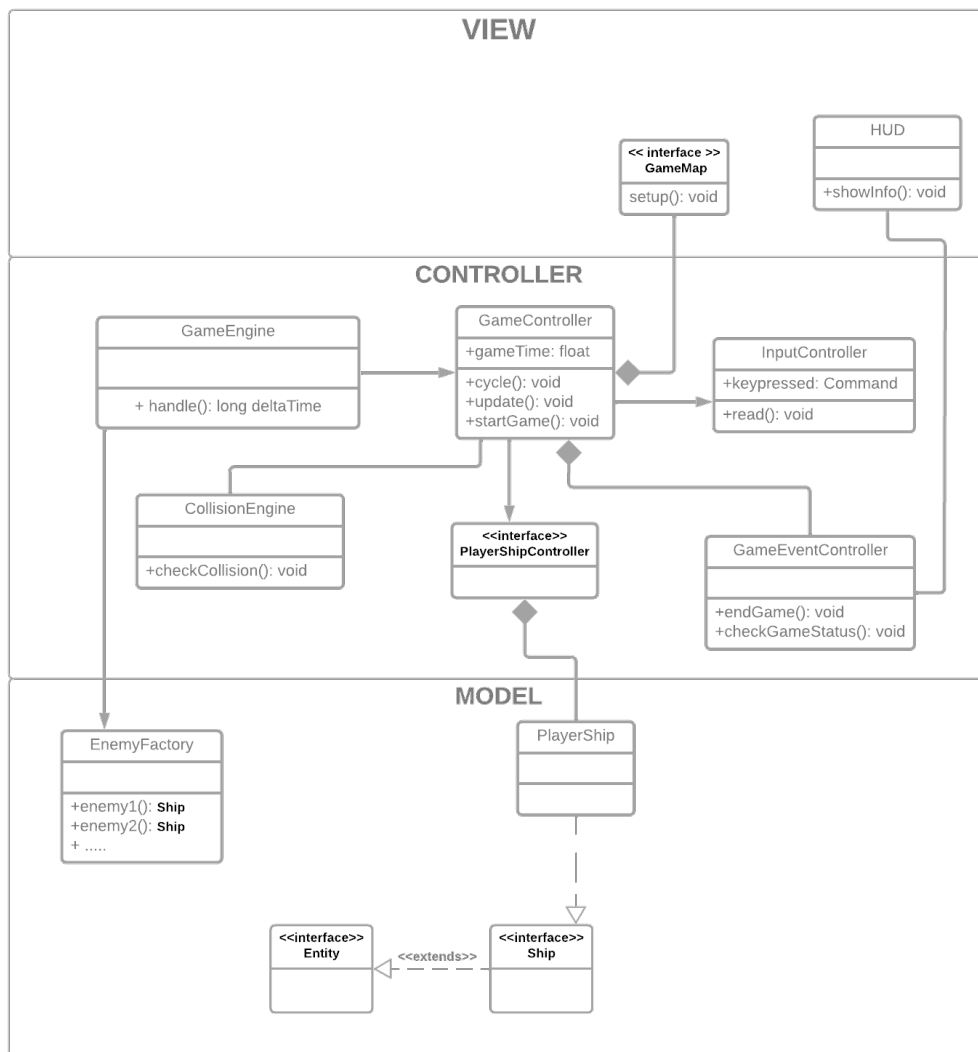 VIEW
<< interface >>
GameMap
setup(): void
HUD
+showInfo(): void
CONTROLLER
GameEngine
+ handle(): long deltaTime
GameController
+gameTime: float
+cycle(): void
+update(): void
+startGame(): void
InputController
+keypressed: Command
+read(): void
CollisionEngine
+checkCollision(): void
<<interface>>
PlayerShipController
GameEventController
+endGame(): void
+checkGameStatus(): void
MODEL
EnemyFactory
+enemy1(): Ship
+enemy2(): Ship
+ .....
PlayerShip
<<interface>>
Entity
<<extends>>
<<interface>>
Ship